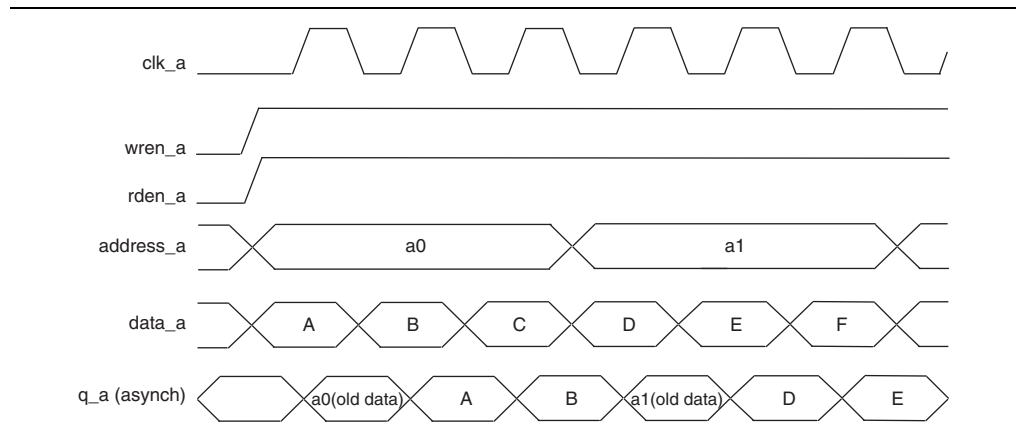 clk_a
wren_a
rden_a
address_a a0 a1
data_a A B C D E F
q_a (asynch) a0(old data) A B a1(old data) D E